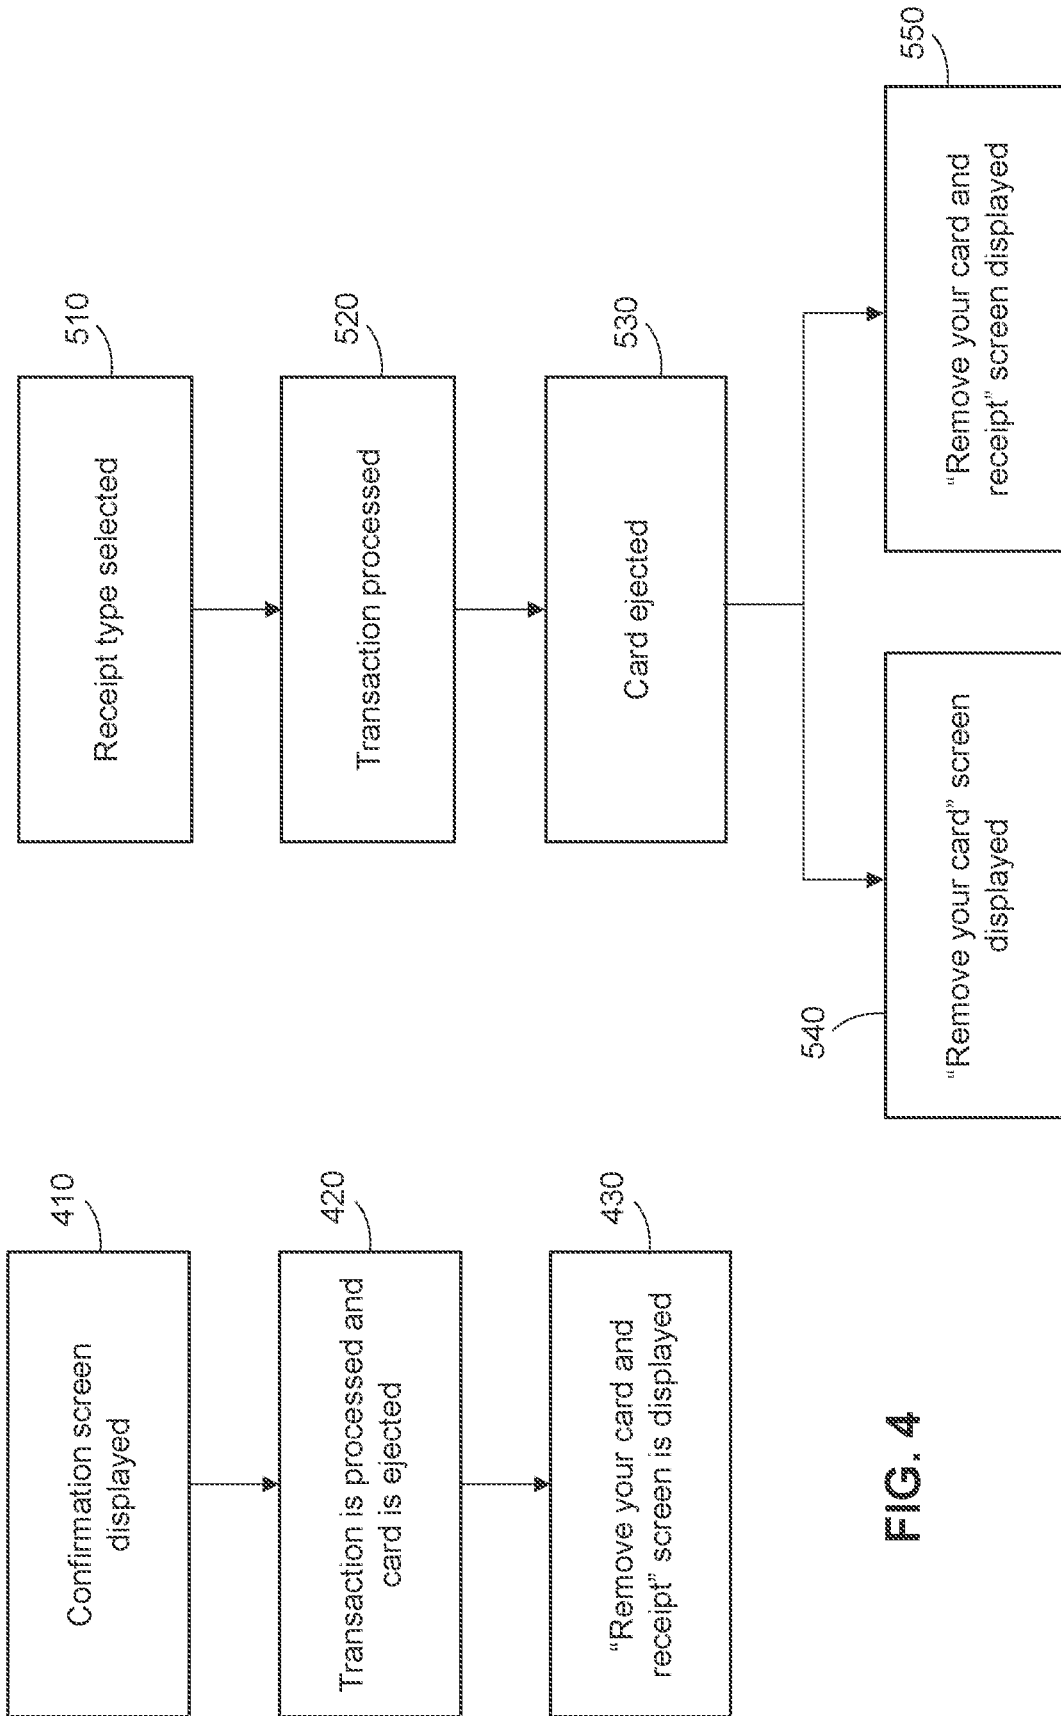 410
Confirmation screen
displayed
420
Transaction is processed and
card is ejected
430
"Remove your card and
receipt" screen is displayed
FIG. 4
510
Receipt type selected
520
Transaction processed
530
Card ejected
540
"Remove your card" screen
displayed
550
"Remove your card and
receipt" screen displayed